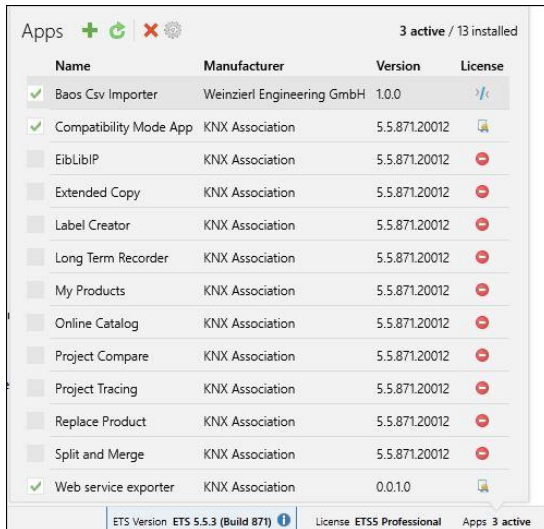 Apps 3 active / 13 installed
Name Manufacturer Version License
Baos Csv Importer Weinzierl Engineering GmbH 1.0.0
Compatibility Mode App KNX Association 5.5.871.20012
EibLibIP KNX Association 5.5.871.20012
Extended Copy KNX Association 5.5.871.20012
Label Creator KNX Association 5.5.871.20012
Long Term Recorder KNX Association 5.5.871.20012
My Products KNX Association 5.5.871.20012
Online Catalog KNX Association 5.5.871.20012
Project Compare KNX Association 5.5.871.20012
Project Tracing KNX Association 5.5.871.20012
Replace Product KNX Association 5.5.871.20012
Split and Merge KNX Association 5.5.871.20012
Web service exporter KNX Association 0.0.1.0
ETS Version ETS 5.5.3 (Build 871) License ETS5 Professional Apps 3 active